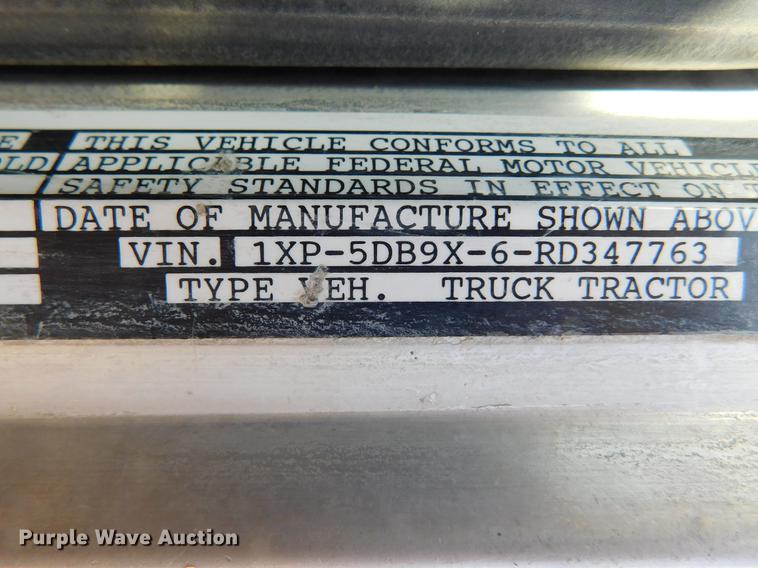 E THIS VEHICLE CONFORMS TO ALL
OLD APPLICABLE FEDERAL MOTOR VEHICLE
SAFETY STANDARDS IN EFFECT ON T
DATE OF MANUFACTURE SHOWN ABOV
VIN. 1XP-5DB9X-6-RD347763
TYPE VEH. TRUCK TRACTOR
Purple Wave Auction